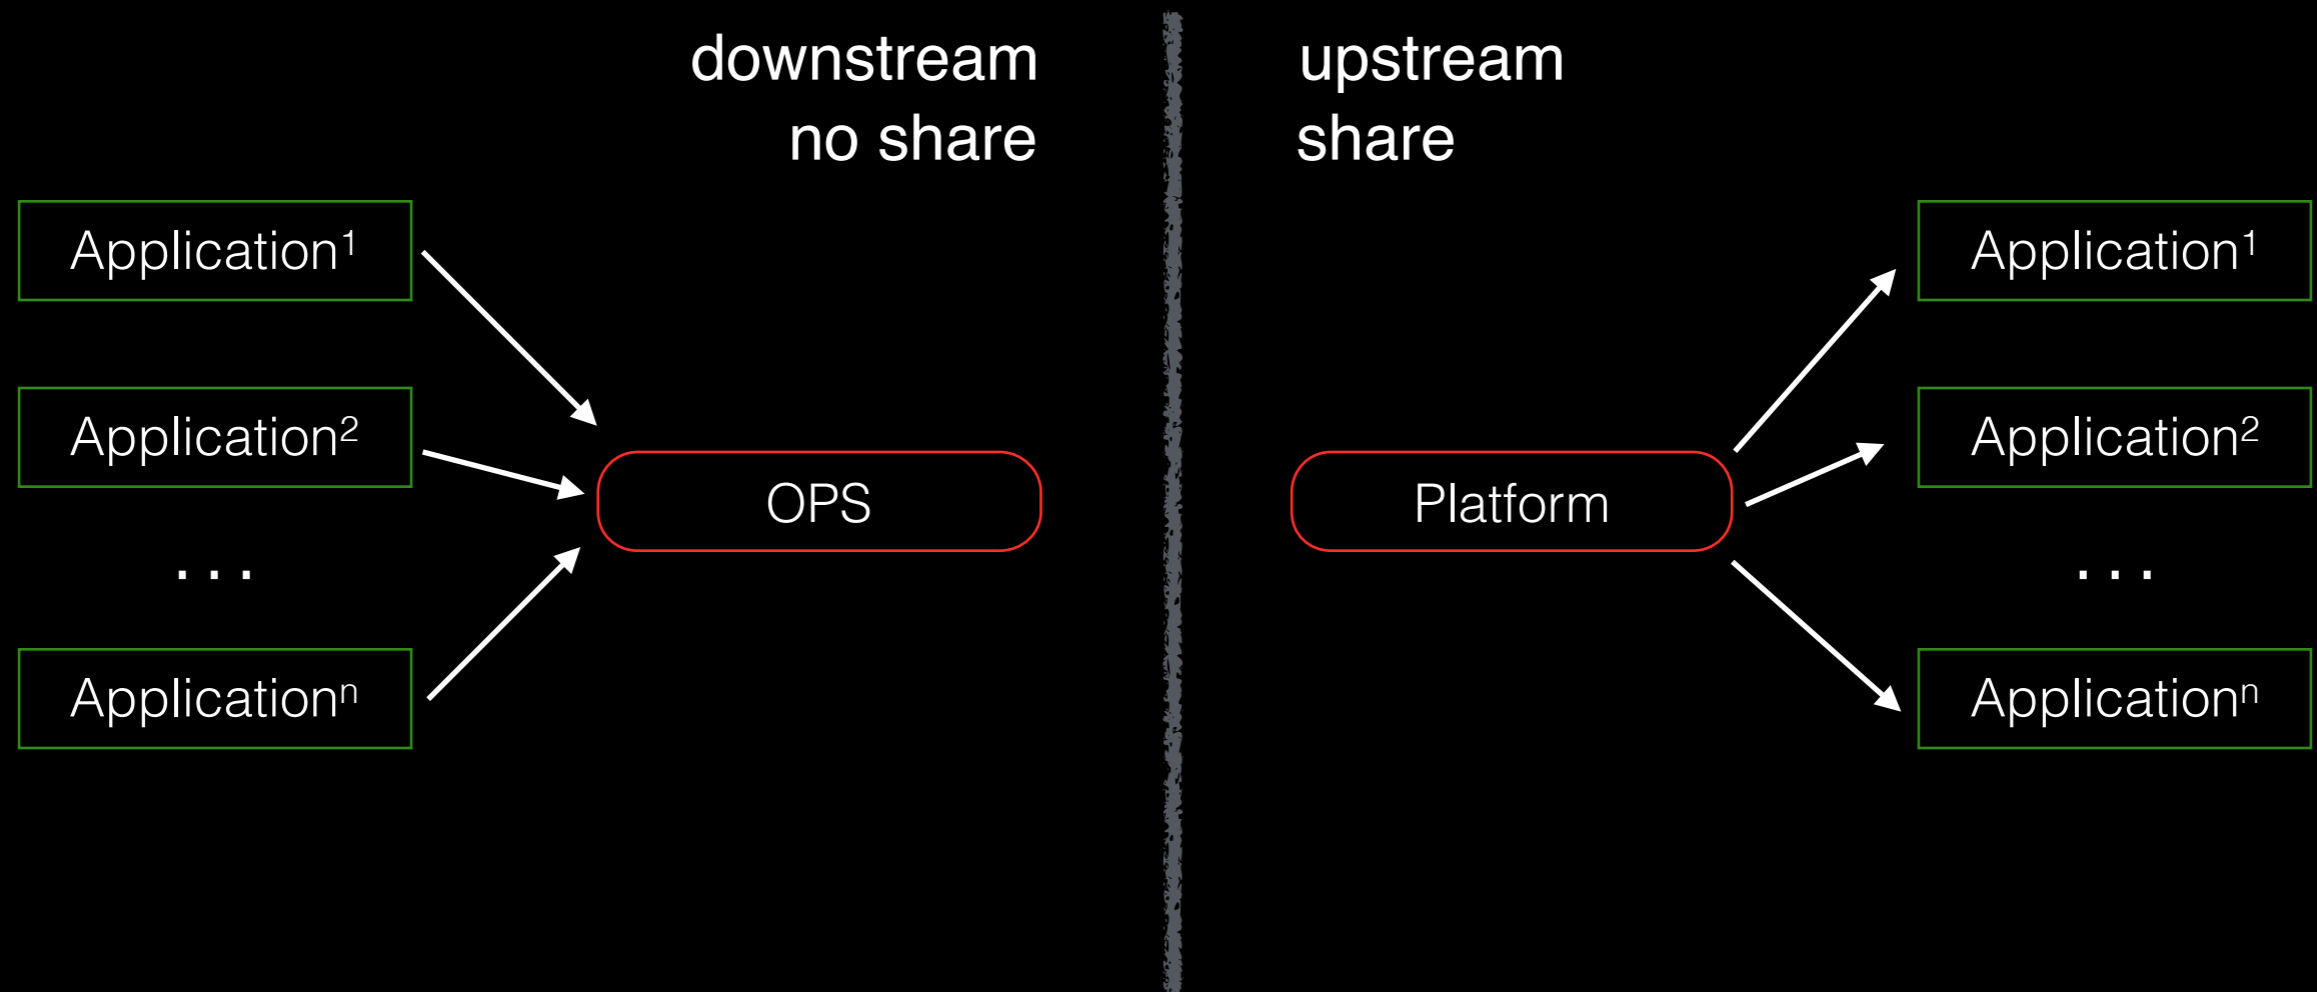 downstream
no share
Application¹
Application²
...
Applicationⁿ
OPS
upstream
share
Platform
Application¹
Application²
...
Applicationⁿ